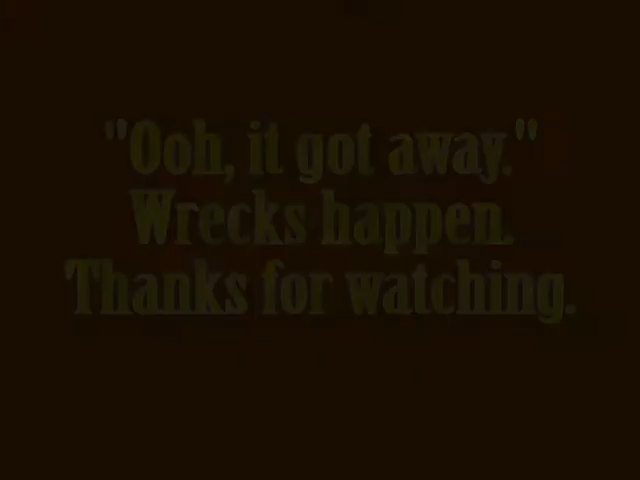 "Ooh, it got away."
Wrecks happen.
Thanks for watching.